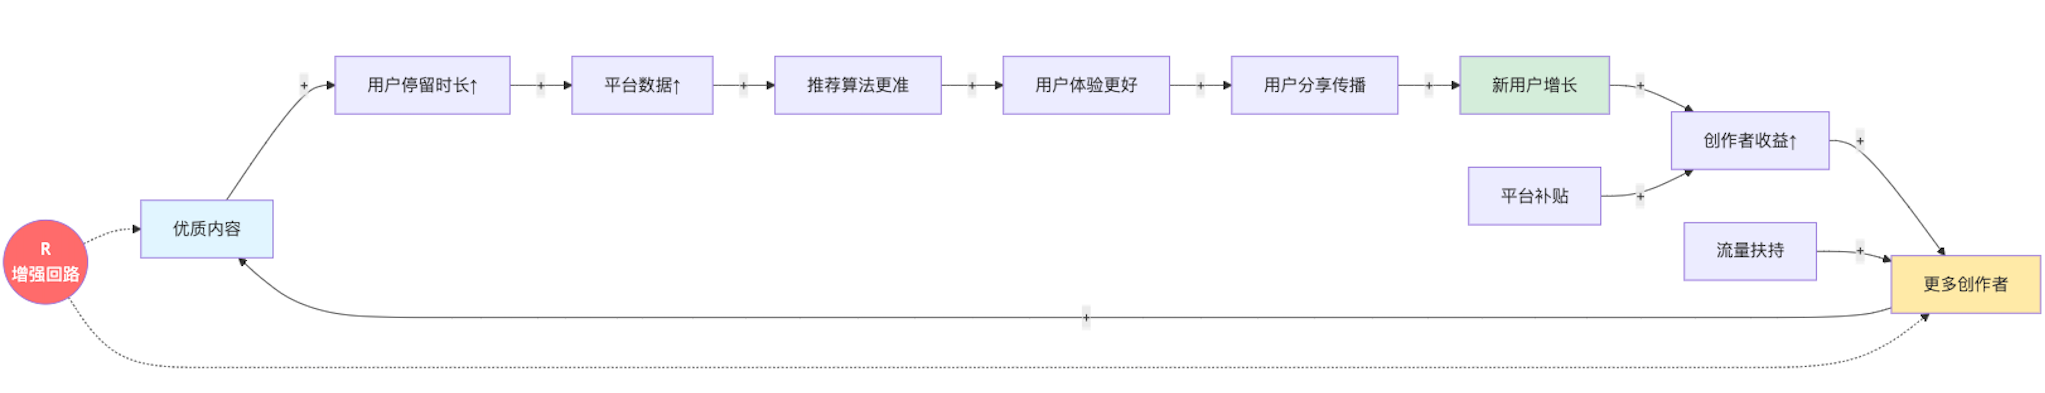 用户停留时长↑
平台数据↑
推荐算法更准
用户体验更好
用户分享传播
新用户增长
创作者收益↑
平台补贴
流量扶持
更多创作者
优质内容
R
增强回路
+
+
+
+
+
+
+
+
+
+
+